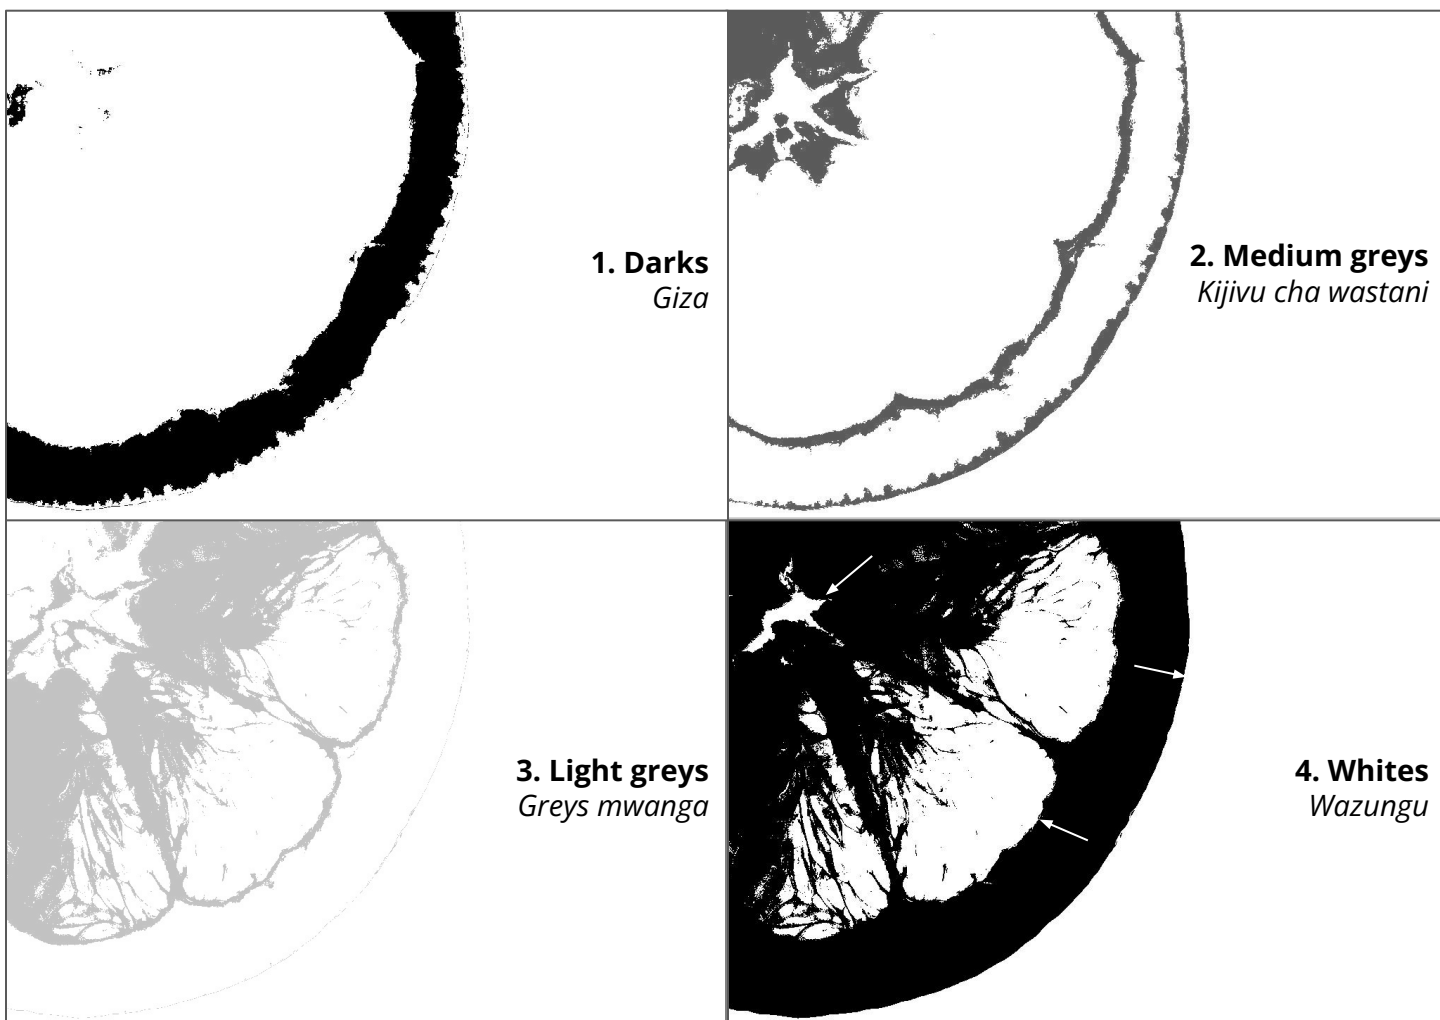 1. Darks
Giza
2. Medium greys
Kijivu cha wastani
3. Light greys
Greys mwanga
4. Whites
Wazungu